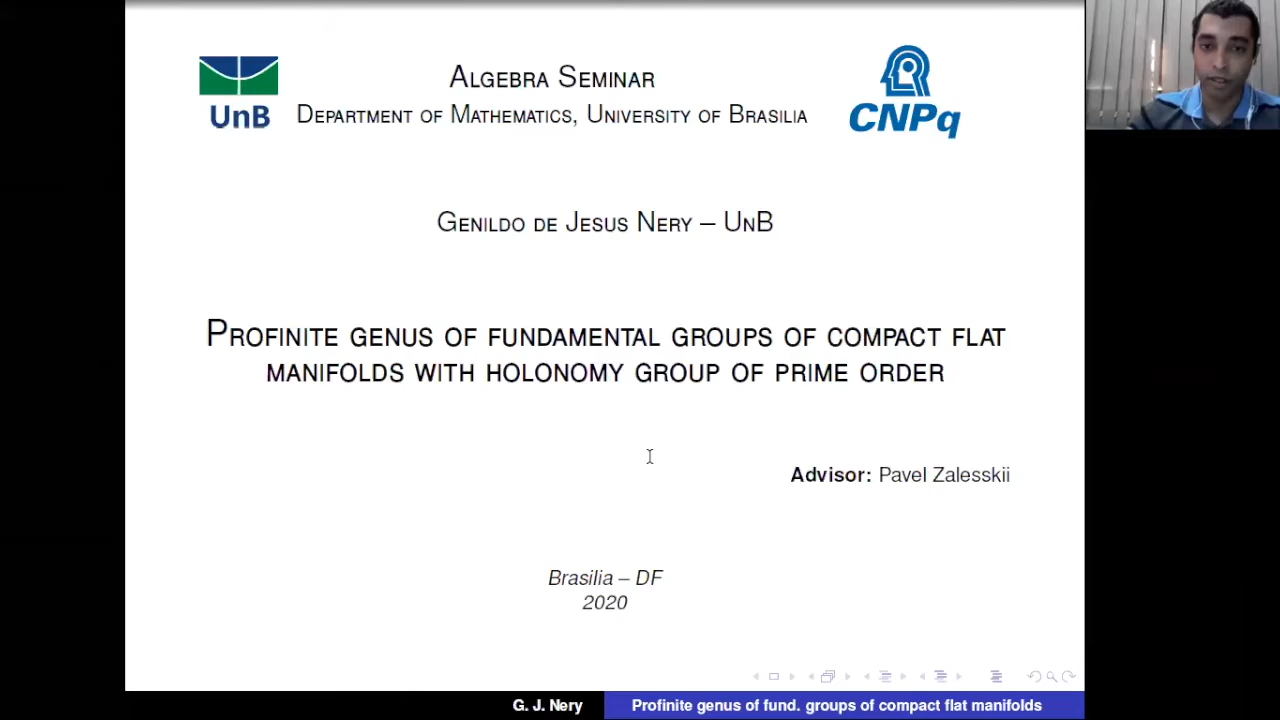 UnB
ALGEBRA SEMINAR
DEPARTMENT OF MATHEMATICS, UNIVERSITY OF BRASILIA
CNPq
GENILDO DE JESUS NERY – UNB
PROFINITE GENUS OF FUNDAMENTAL GROUPS OF COMPACT FLAT
MANIFOLDS WITH HOLONOMY GROUP OF PRIME ORDER
Advisor: Pavel Zalesskii
Brasilia – DF
2020
G. J. Nery
Profinite genus of fund. groups of compact flat manifolds